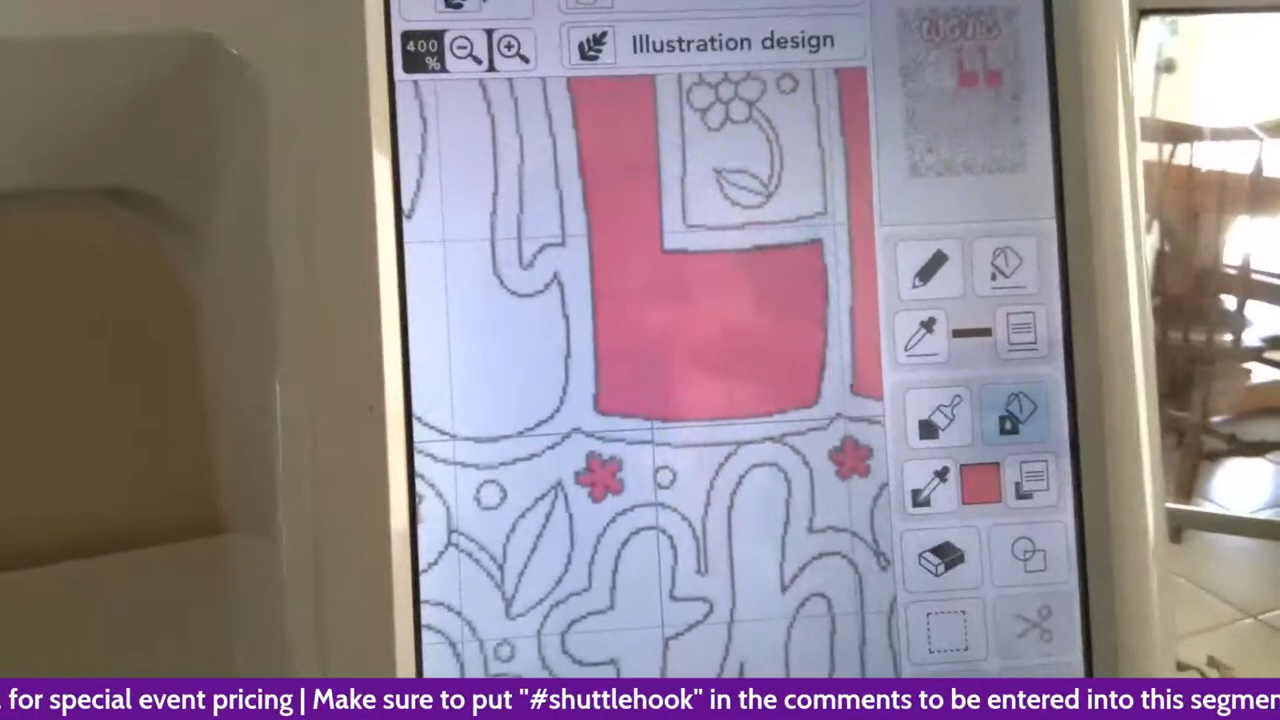 400
%
Illustration design
L
th
for special event pricing | Make sure to put "#shuttlehook" in the comments to be entered into this